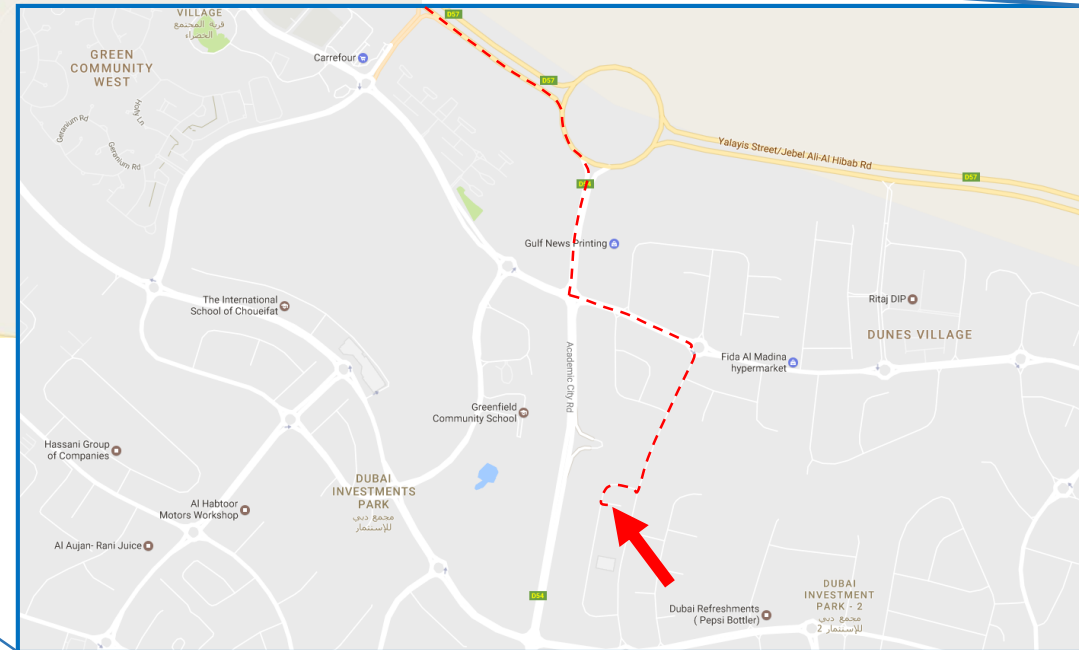 D57
VILLAGE
قرية المجتمع
الخضراء
GREEN
COMMUNITY
WEST
Carrefour
D57
Holly Ln
Geranium Rd
Geranium Rd
Yalayis Street/Jebel Ali-Al Hibab Rd
D57
D54
Gulf News Printing
The International
School of Choueifat
Ritaj DIP
DUNES VILLAGE
Academic City Rd
Fida Al Madina
hypermarket
Greenfield
Community School
Hassani Group
of Companies
DUBAI
INVESTMENTS
PARK
مجمع دبي
للإستثمار
Al Habtoor
Motors Workshop
Al Aujan- Rani Juice
D54
DUBAI
INVESTMENT
PARK - 2
مجمع دبي
للإستثمار 2
Dubai Refreshments
( Pepsi Bottler)